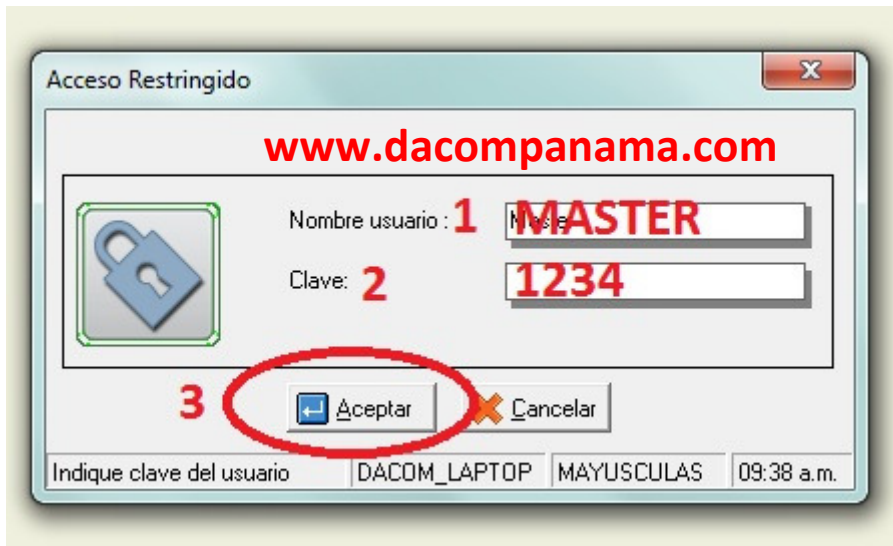 Acceso Restringido
www.dacompanama.com
Nombre usuario : 1 MASTER
Clave: 2 1234
3 Aceptar Cancelar
Indique clave del usuario DACOM_LAPTOP MAYUSCULAS 09:38 a.m.